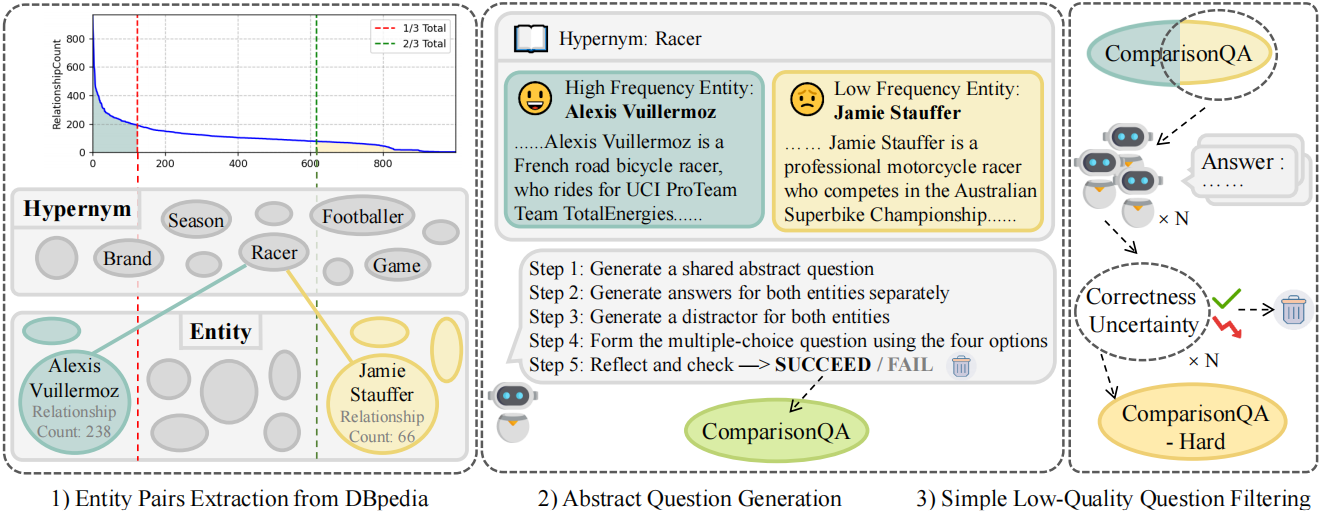 1/3 Total
2/3 Total
RelationshipCount
800
600
400
200
0
0
200
400
600
800
Hypernym
Season
Footballer
Brand
Racer
Game
Entity
Alexis
Vuillermoz
Relationship
Count: 238
Jamie
Stauffer
Relationship
Count: 66
1) Entity Pairs Extraction from DBpedia
Hypernym: Racer
High Frequency Entity:
Alexis Vuillermoz
......Alexis Vuillermoz is a
French road bicycle racer,
who rides for UCI ProTeam
Team TotalEnergies......
Low Frequency Entity:
Jamie Stauffer
...... Jamie Stauffer is a
professional motorcycle racer
who competes in the Australian
Superbike Championship......
Step 1: Generate a shared abstract question
Step 2: Generate answers for both entities separately
Step 3: Generate a distractor for both entities
Step 4: Form the multiple-choice question using the four options
Step 5: Reflect and check —> SUCCEED / FAIL
ComparisonQA
2) Abstract Question Generation
ComparisonQA
Answer :
......
× N
Correctness
Uncertainty
× N
ComparisonQA
- Hard
3) Simple Low-Quality Question Filtering